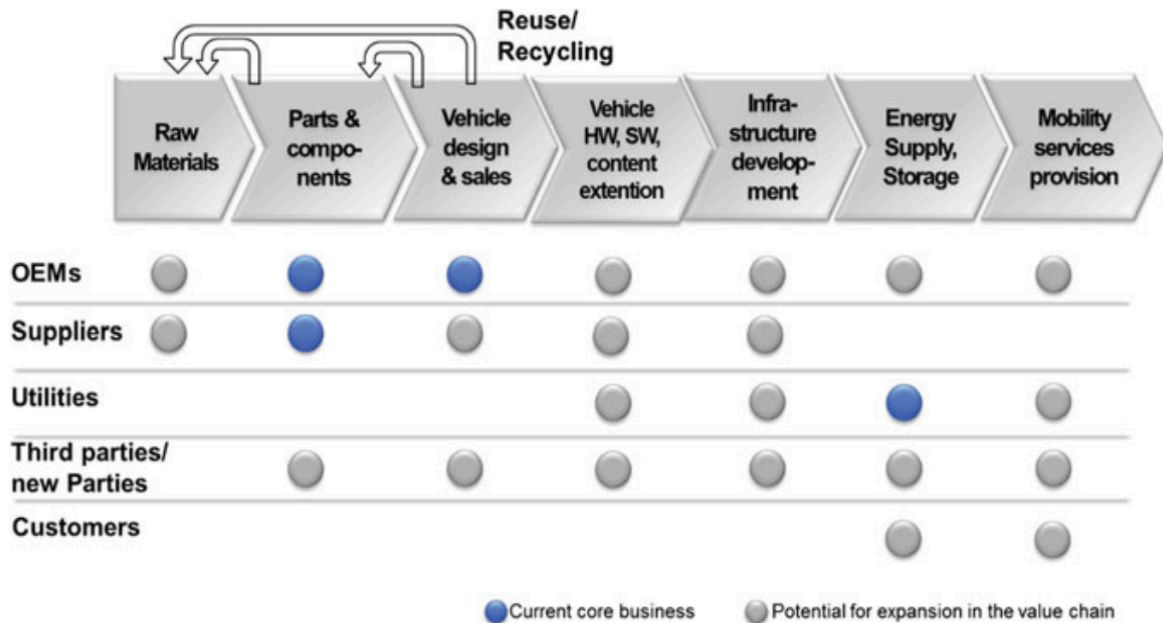 Reuse/
Recycling
Raw
Materials
Parts &
compo-
nents
Vehicle
design
& sales
Vehicle
HW, SW,
content
extention
Infra-
structure
develop-
ment
Energy
Supply,
Storage
Mobility
services
provision
OEMs
Suppliers
Utilities
Third parties/
new Parties
Customers
Current core business
Potential for expansion in the value chain